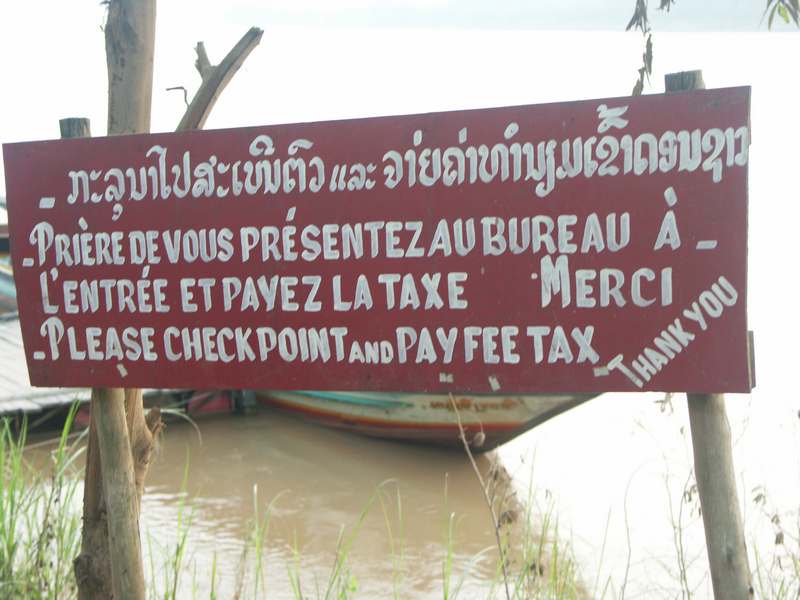 - ກະລຸນາໄປສະເໜີຕົວ ແລະ ຈ່າຍຄ່າທຳນຽມເຂົ້າດອນຊາວ
- PRIÈRE DE VOUS PRÉSENTEZ AU BUREAU À -
L'ENTRÉE ET PAYEZ LA TAXE MERCI
- PLEASE CHECKPOINT AND PAY FEE TAX - THANK YOU